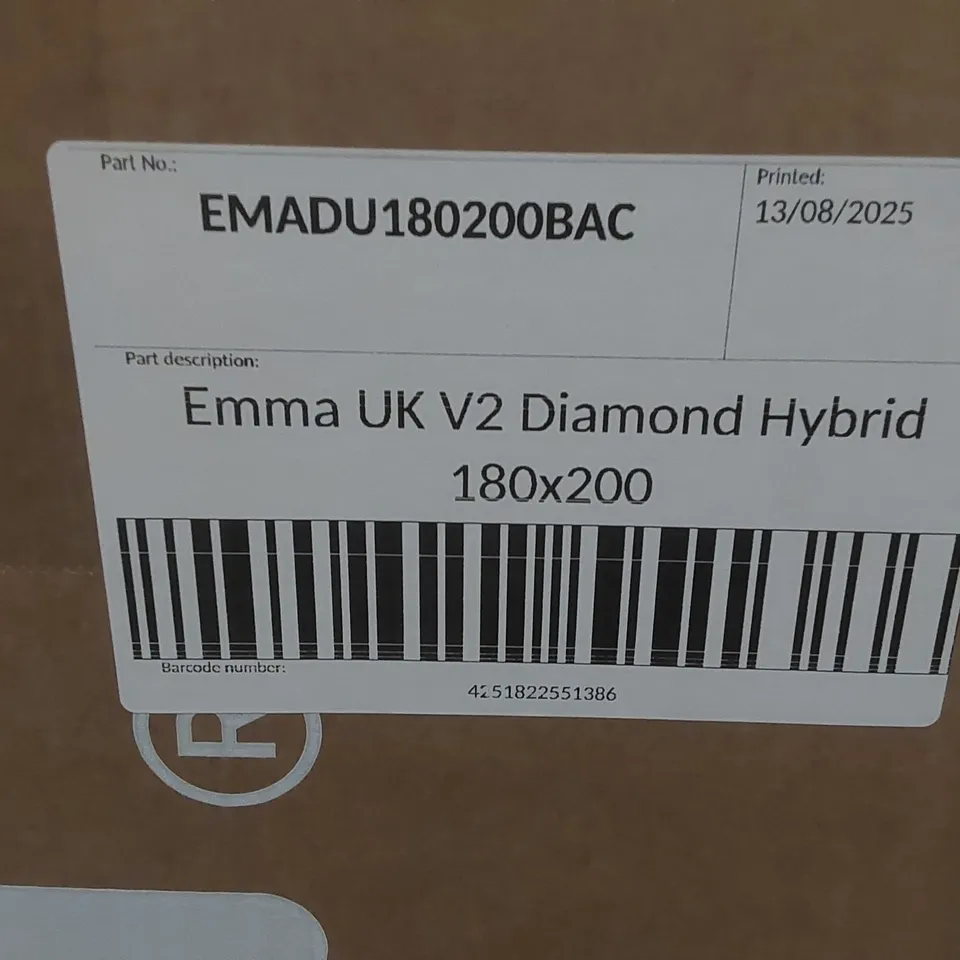 Part No.:
EMADU180200BAC
Printed:
13/08/2025
Part description:
Emma UK V2 Diamond Hybrid
180x200
Barcode number:
4251822551386
R